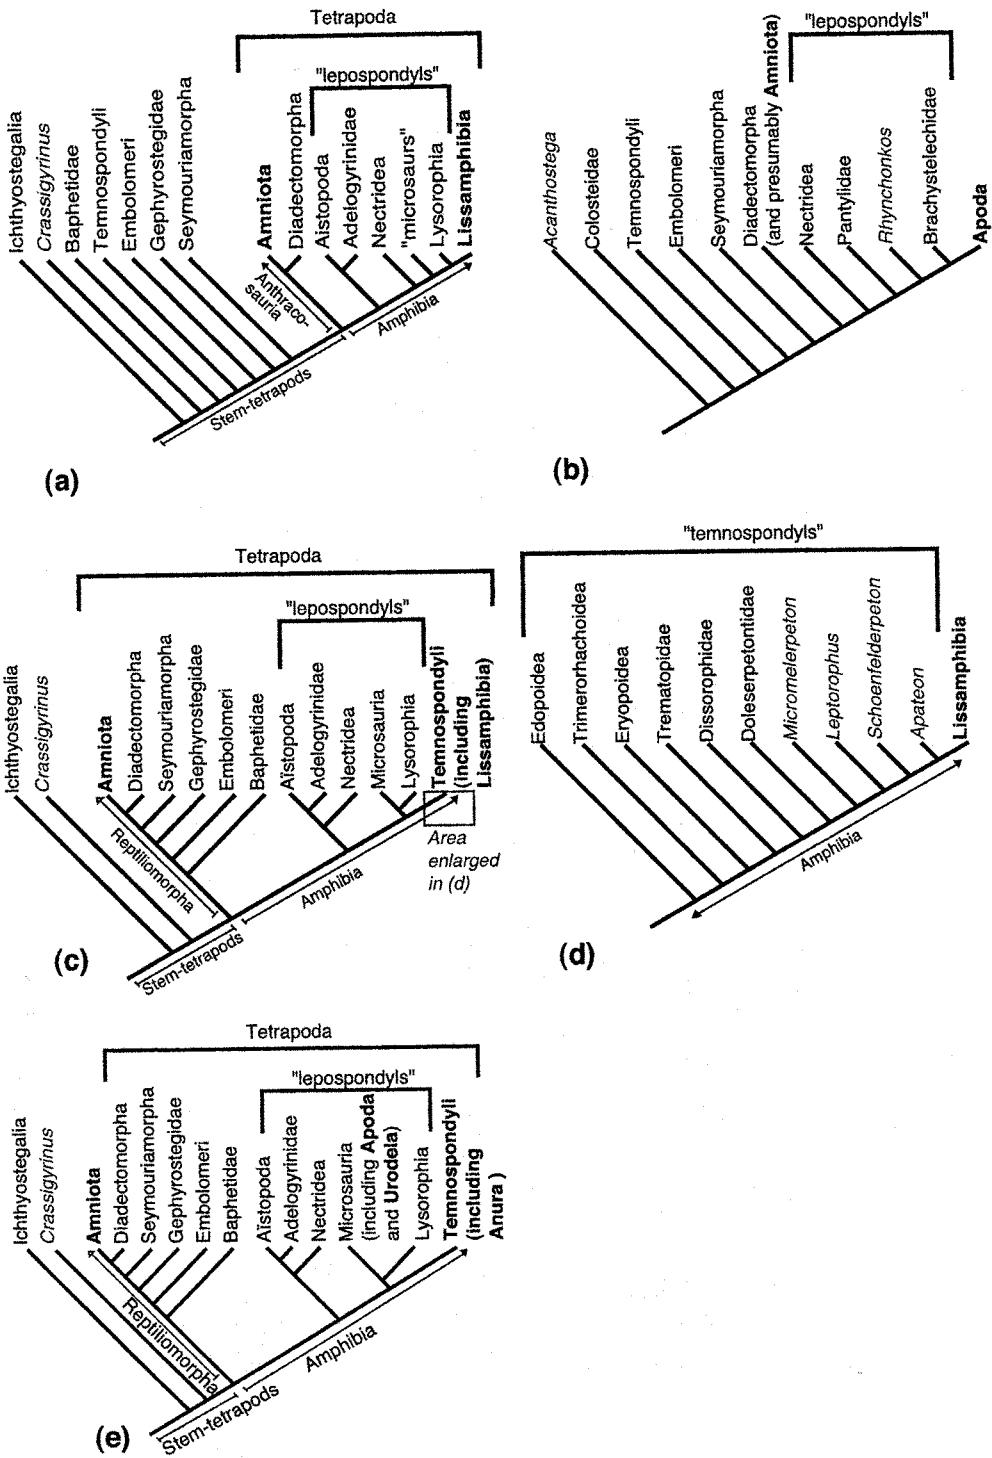 Tetrapoda
"lepospondyls"
Ichthyostegalia
Crassigyrinus
Baphetidae
Temnospondyli
Embolomeri
Gephyrostegidae
Seymouriamorpha
Amniota
Diadectomorpha
Aistopoda
Adelogyrinidae
Nectridea
"microsaurs"
Lysorophia
Lissamphibia
Anthraco-
sauria
Amphibia
Stem-tetrapods
(a)
"lepospondyls"
Acanthostega
Colosteidae
Temnospondyli
Embolomeri
Seymouriamorpha
Diadectomorpha
(and presumably Amniota)
Nectridea
Pantylidae
Rhynchonkos
Brachystelechidae
Apoda
(b)
Tetrapoda
"lepospondyls"
Ichthyostegalia
Crassigyrinus
Amniota
Diadectomorpha
Seymouriamorpha
Gephyrostegidae
Embolomeri
Baphetidae
Aïstopoda
Adelogyrinidae
Nectridea
Microsauria
Lysorophia
Temnospondyli
(including
Lissamphibia)
Reptiliomorpha
Amphibia
Area
enlarged
in (d)
Stem-tetrapods
(c)
"temnospondyls"
Edopoidea
Trimerorhachoidea
Eryopoidea
Trematopidae
Dissorophidae
Doleserpetontidae
Micromelerpeton
Leptorophus
Schoenfelderpeton
Apateon
Lissamphibia
Amphibia
(d)
Tetrapoda
"lepospondyls"
Ichthyostegalia
Crassigyrinus
Amniota
Diadectomorpha
Seymouriamorpha
Gephyrostegidae
Embolomeri
Baphetidae
Aïstopoda
Adelogyrinidae
Nectridea
Microsauria
(including Apoda
and Urodela)
Lysorophia
Temnospondyli
(including
Anura )
Reptiliomorpha
Amphibia
Stem-tetrapods
(e)